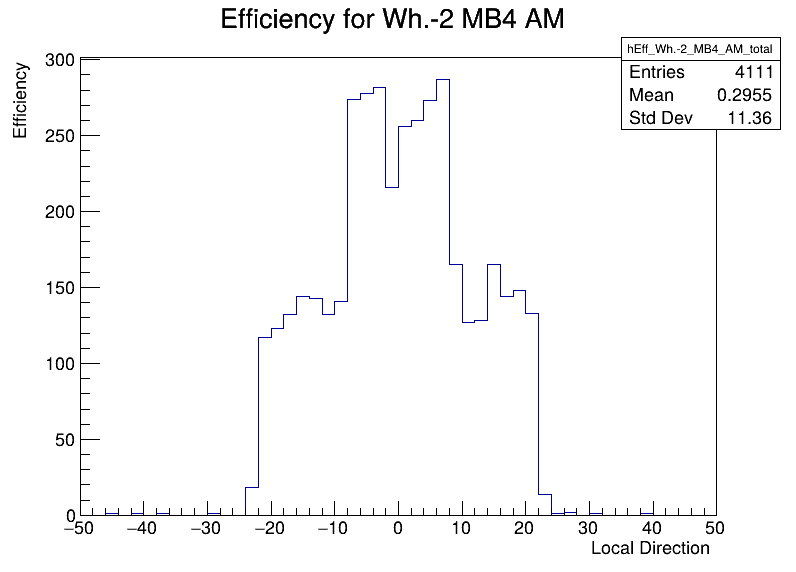 Efficiency for Wh.-2 MB4 AM
hEff_Wh.-2_MB4_AM_total
Entries 4111
Mean 0.2955
Std Dev 11.36
Efficiency
300
250
200
150
100
50
0
−50 −40 −30 −20 −10 0 10 20 30 40 50
Local Direction